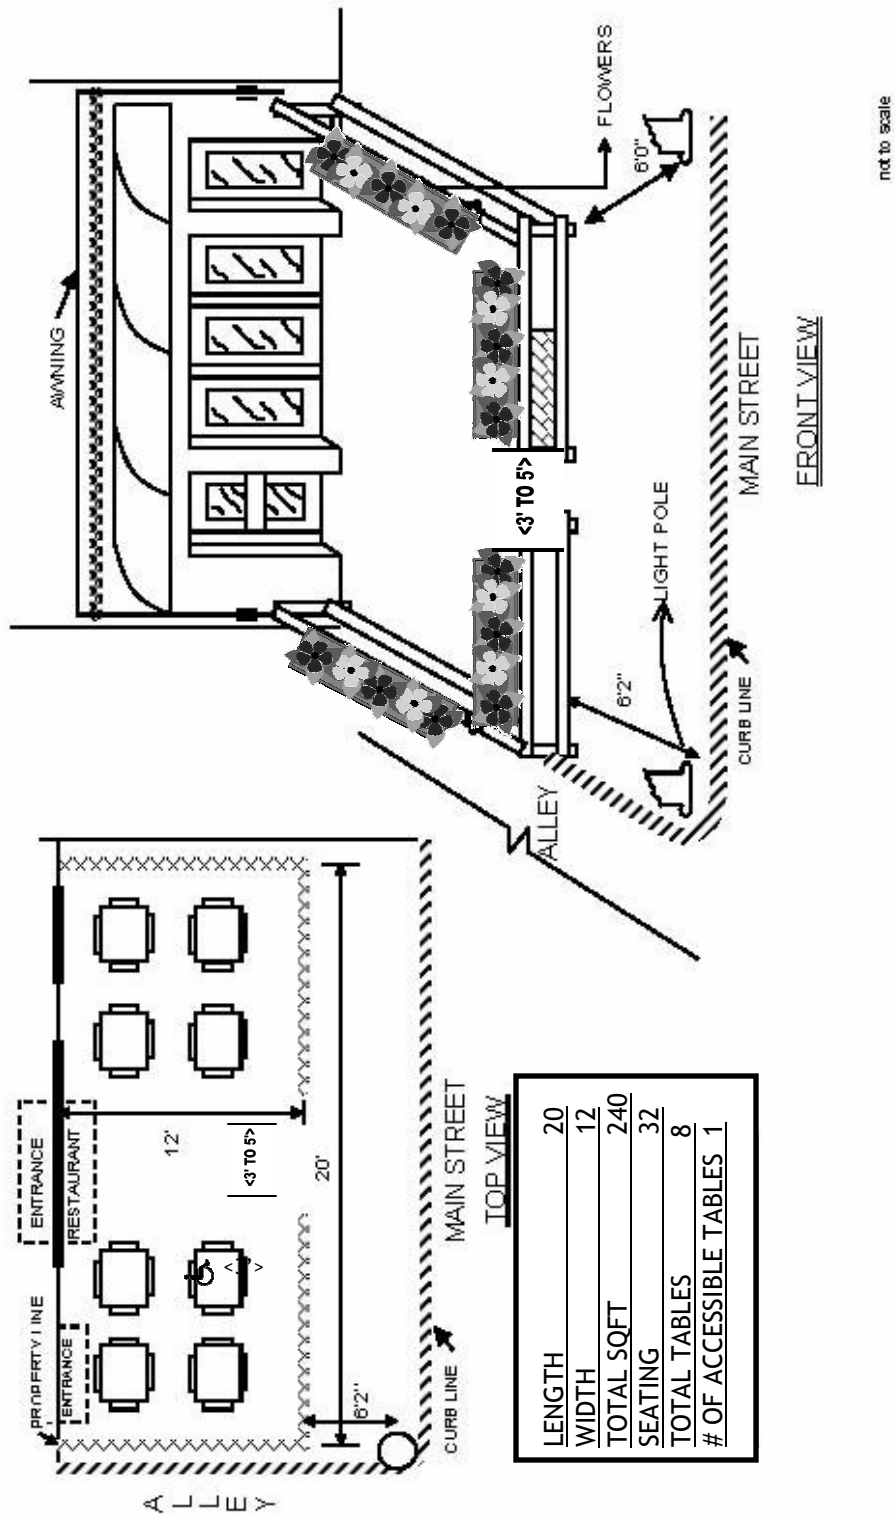 ALLEY
PROPERTY LINE
ENTRANCE
ENTRANCE
RESTAURANT
12'
<3' TO 5'>
20'
6'2"
CURB LINE
MAIN STREET
TOP VIEW
LENGTH 20
WIDTH 12
TOTAL SQFT 240
SEATING 32
TOTAL TABLES 8
# OF ACCESSIBLE TABLES 1
AWNING
FLOWERS
<3' TO 5'>
6'0"
6'2"
LIGHT POLE
ALLEY
CURB LINE
MAIN STREET
FRONT VIEW
not to scale